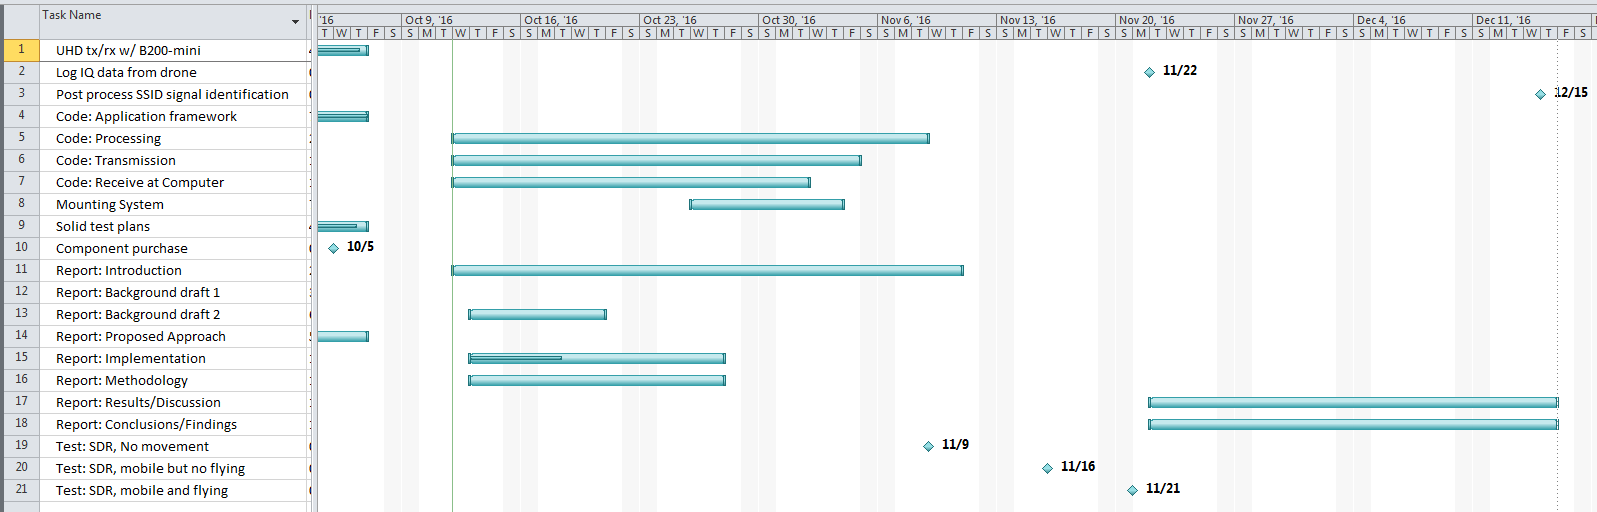 Task Name
'16 Oct 9, '16 Oct 16, '16 Oct 23, '16 Oct 30, '16 Nov 6, '16 Nov 13, '16 Nov 20, '16 Nov 27, '16 Dec 4, '16 Dec 11, '16
T W T F S S M T W T F S S M T W T F S S M T W T F S S M T W T F S S M T W T F S S M T W T F S S M T W T F S S M T W T F S S M T W T F S S M T W T F S
1 UHD tx/rx w/ B200-mini
2 Log IQ data from drone 11/22
3 Post process SSID signal identification 12/15
4 Code: Application framework
5 Code: Processing
6 Code: Transmission
7 Code: Receive at Computer
8 Mounting System
9 Solid test plans
10 Component purchase 10/5
11 Report: Introduction
12 Report: Background draft 1
13 Report: Background draft 2
14 Report: Proposed Approach
15 Report: Implementation
16 Report: Methodology
17 Report: Results/Discussion
18 Report: Conclusions/Findings
19 Test: SDR, No movement 11/9
20 Test: SDR, mobile but no flying 11/16
21 Test: SDR, mobile and flying 11/21